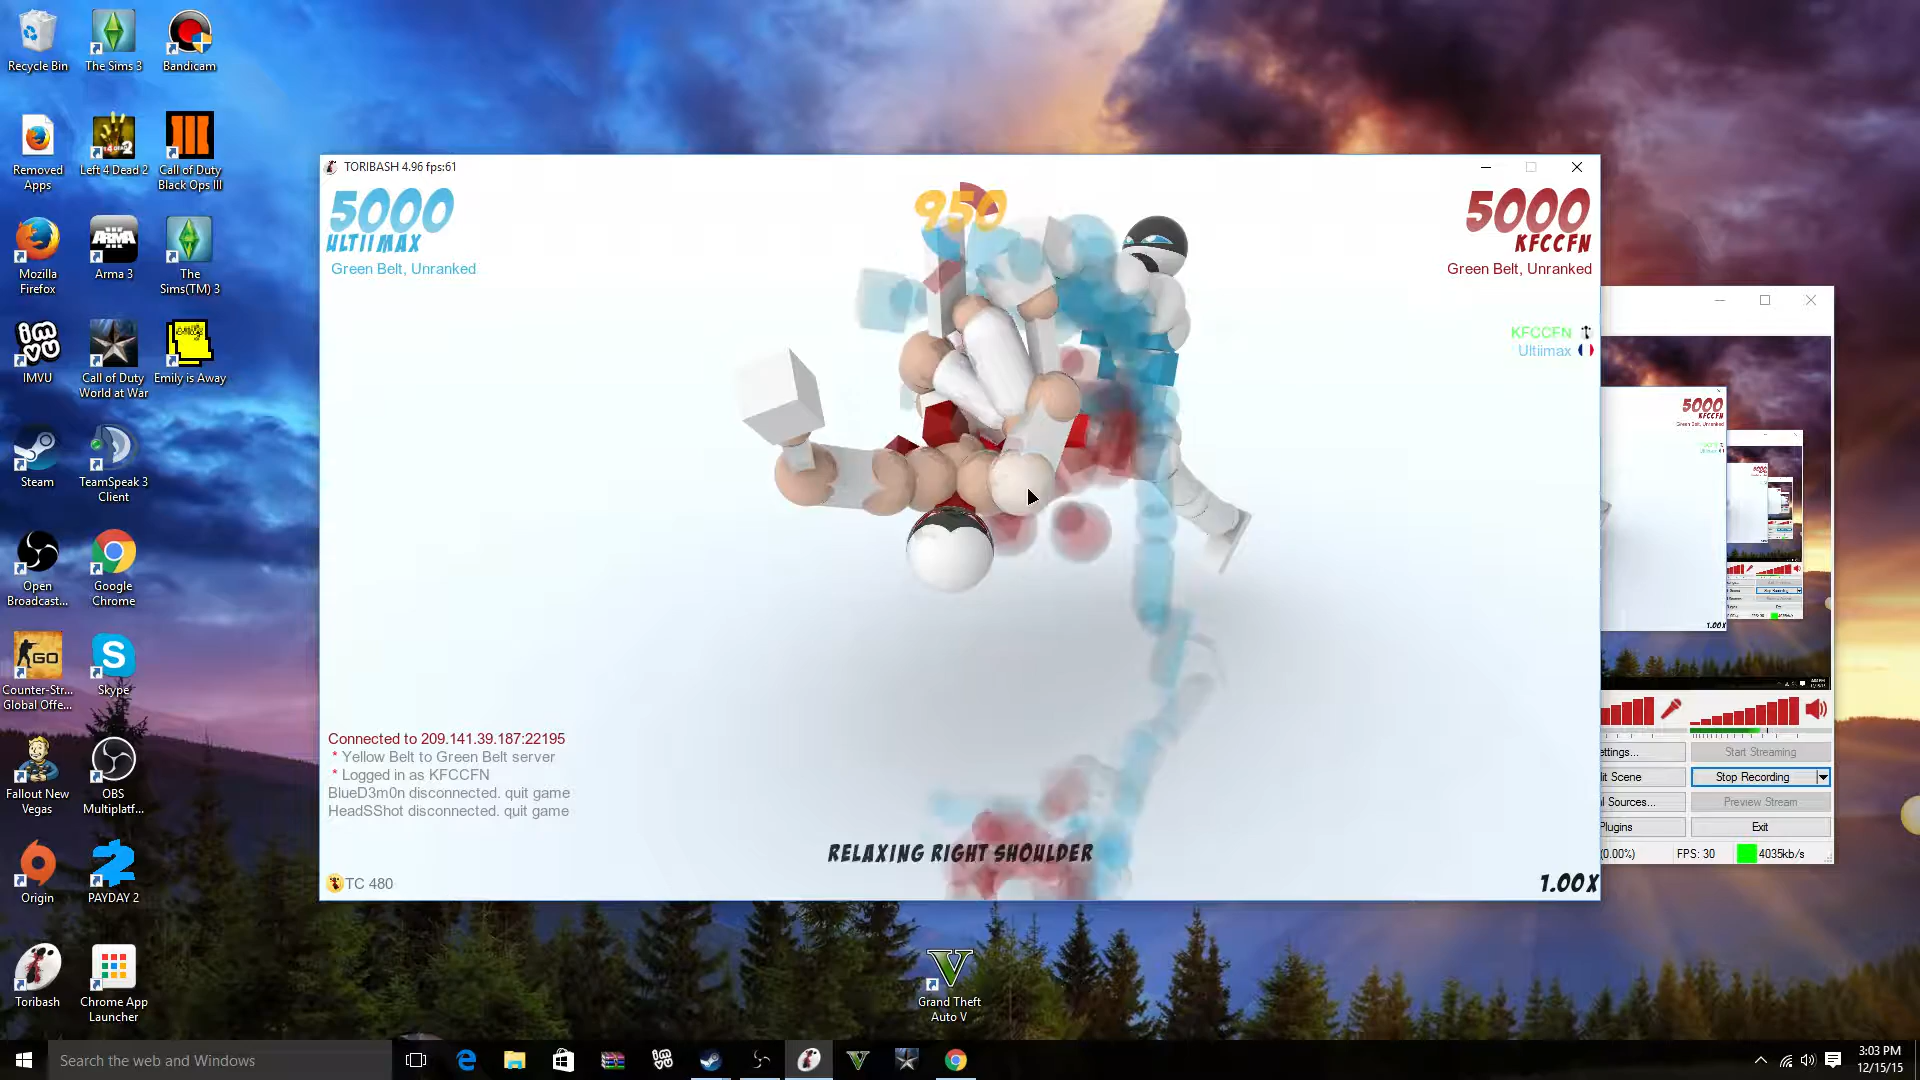 Recycle Bin
The Sims 3
Bandicam
Removed
Apps
Left 4 Dead 2
Call of Duty
Black Ops III
Mozilla
Firefox
Arma 3
The
Sims(TM) 3
IMVU
Call of Duty
World at War
Emily is Away
Steam
TeamSpeak 3
Client
Open
Broadcast...
Google
Chrome
Counter-Str...
Global Offe...
Skype
Fallout New
Vegas
OBS
Multiplatf...
Origin
PAYDAY 2
Toribash
Chrome App
Launcher
Grand Theft
Auto V
TORIBASH 4.96 fps:61
5000
ULTIIMAX
Green Belt, Unranked
950
5000
KFCCFN
Green Belt, Unranked
KFCCFN
Ultiimax
Connected to 209.141.39.187:22195
* Yellow Belt to Green Belt server
* Logged in as KFCCFN
BlueD3m0n disconnected. quit game
HeadSShot disconnected. quit game
RELAXING RIGHT SHOULDER
TC 480
1.00X
5000
KFCCFN
Green Belt, Unranked
1.00X
ettings...
Start Streaming
lit Scene
Stop Recording
l Sources...
Preview Stream
Plugins
Exit
(0.00%)
FPS: 30
4035kb/s
Search the web and Windows
3:03 PM
12/15/15